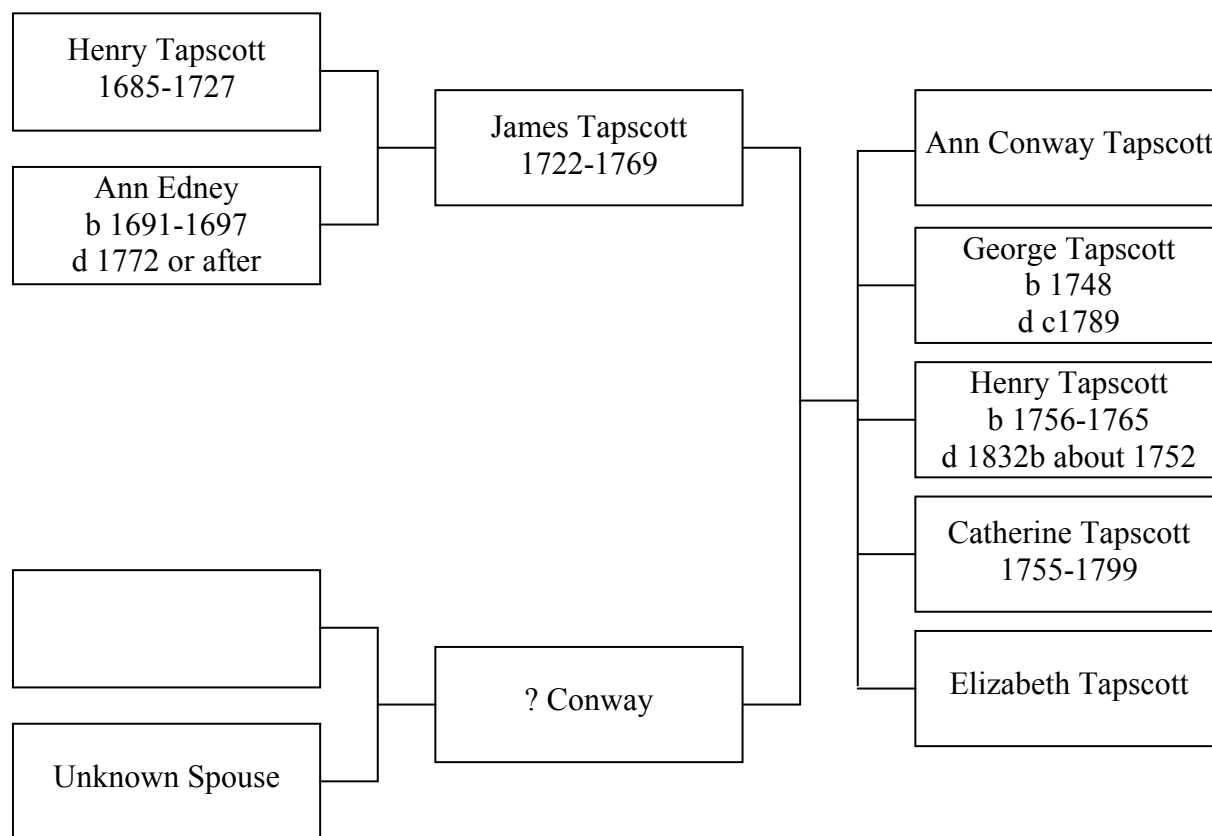 Henry Tapscott
1685-1727
Ann Edney
b 1691-1697
d 1772 or after
James Tapscott
1722-1769
Unknown Spouse
? Conway
Ann Conway Tapscott
George Tapscott
b 1748
d c1789
Henry Tapscott
b 1756-1765
d 1832b about 1752
Catherine Tapscott
1755-1799
Elizabeth Tapscott